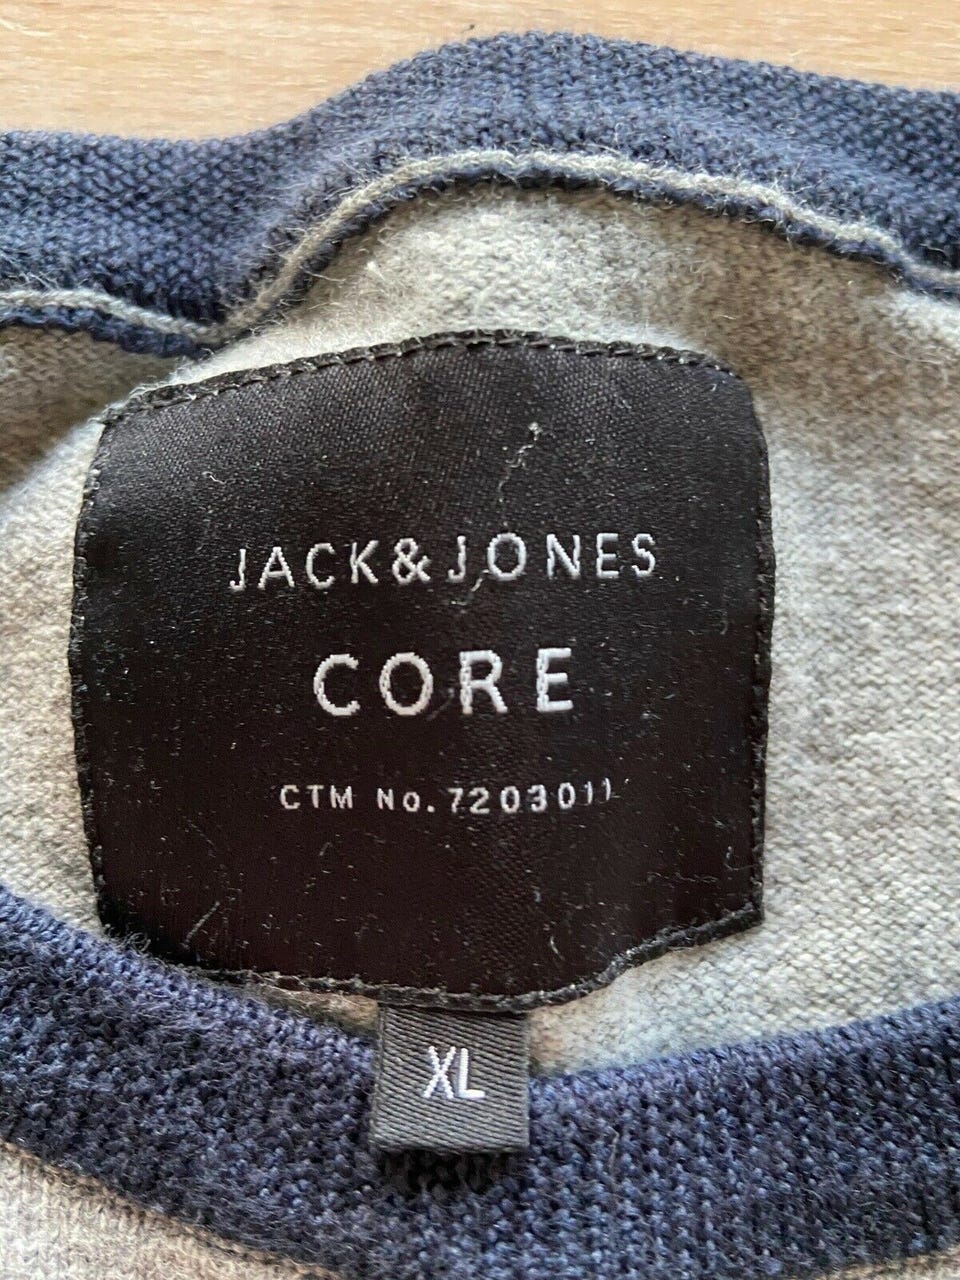 JACK&JONES
CORE
CTM No. 7203011
XL